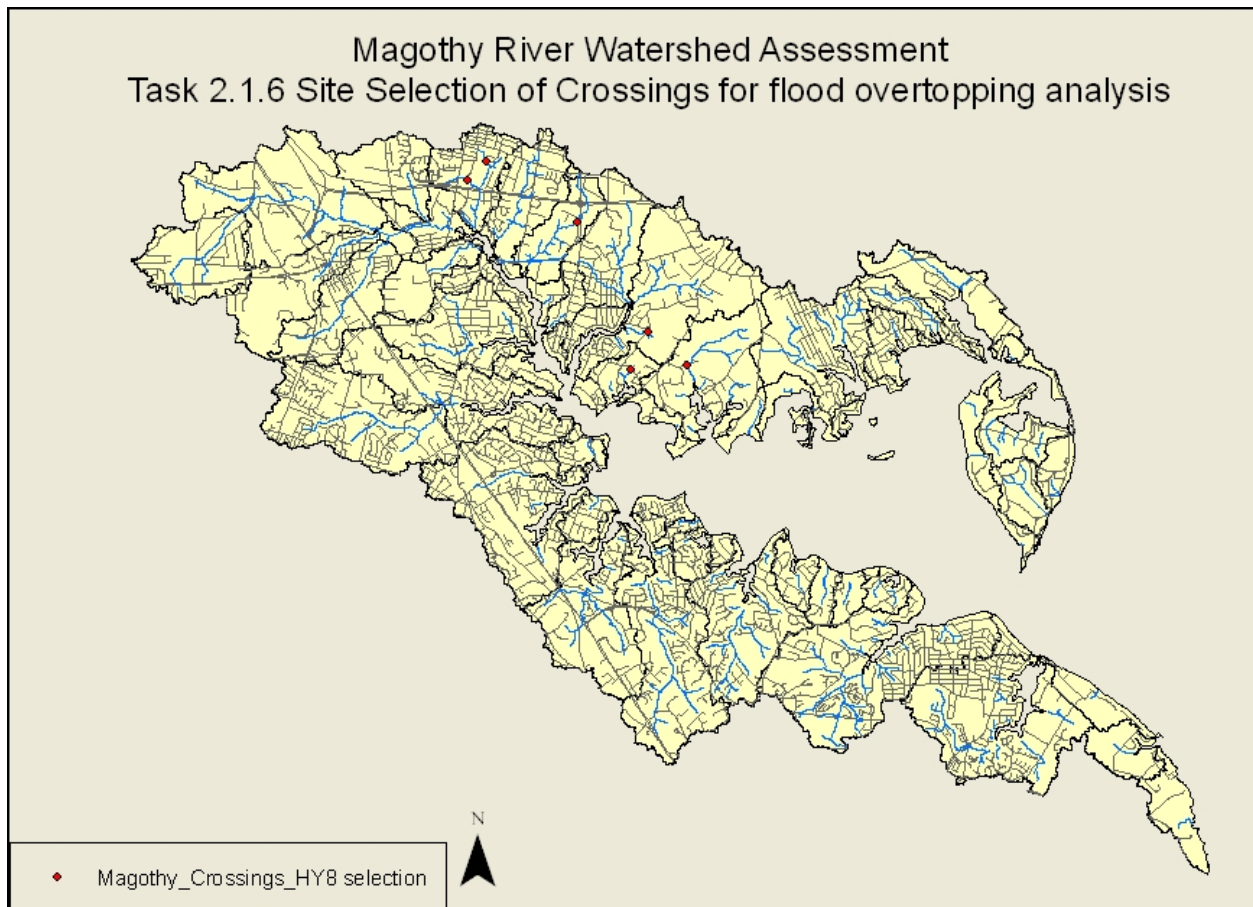 Magothy River Watershed Assessment
Task 2.1.6 Site Selection of Crossings for flood overtopping analysis
N
Magothy_Crossings_HY8 selection